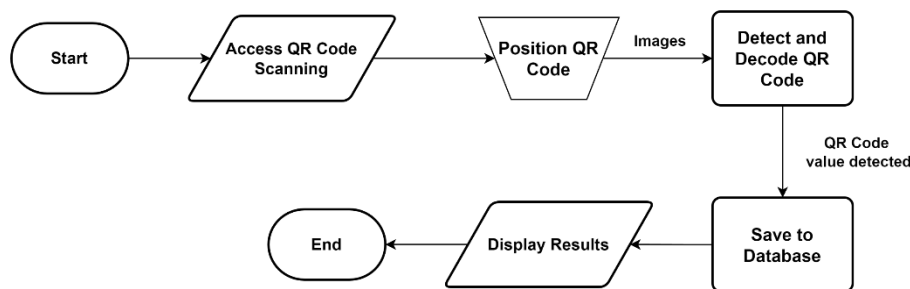 Start
Access QR Code
Scanning
Position QR
Code
Images
Detect and
Decode QR
Code
QR Code
value detected
Save to
Database
Display Results
End